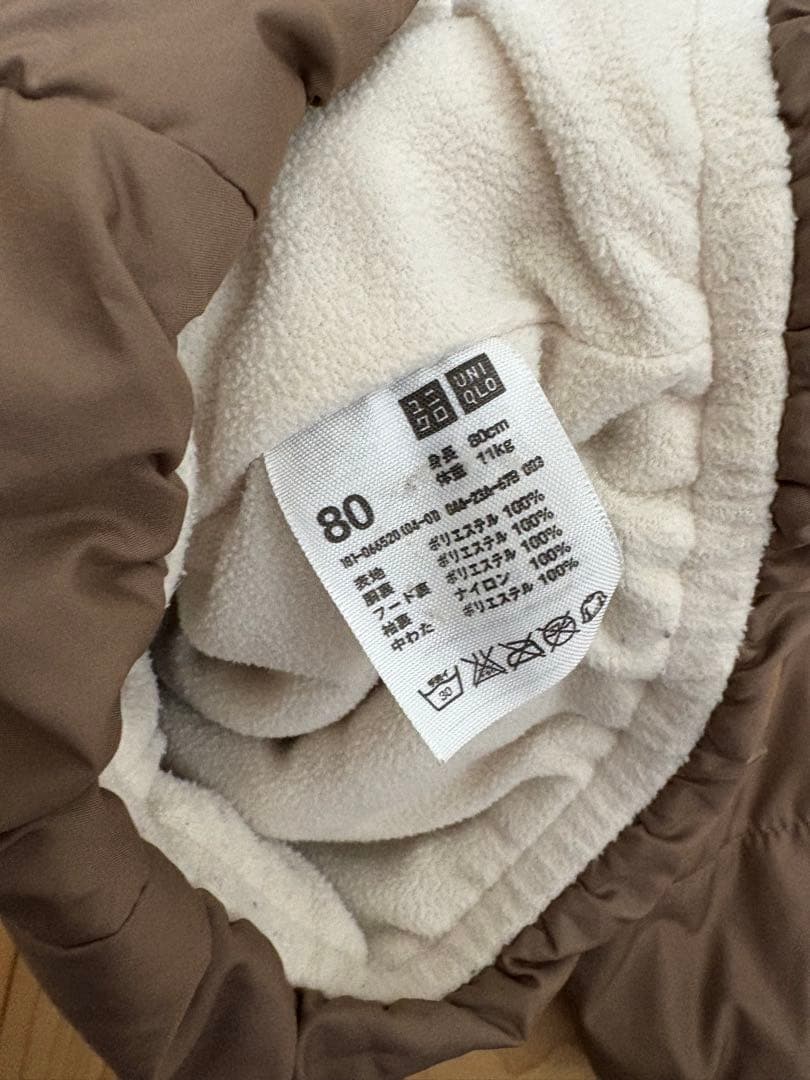 ユニクロ UNIQLO
身長 80cm
体重 11kg
80
表地 ポリエステル 100%
胴裏 ポリエステル 100%
フード裏 ポリエステル 100%
袖裏 ナイロン 100%
中わた ポリエステル 100%
手洗イ
30